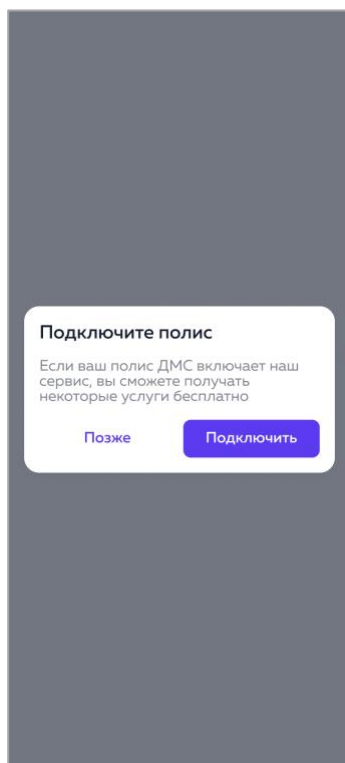 Подключите полис
Если ваш полис ДМС включает наш
сервис, вы сможете получать
некоторые услуги бесплатно
Позже
Подключить